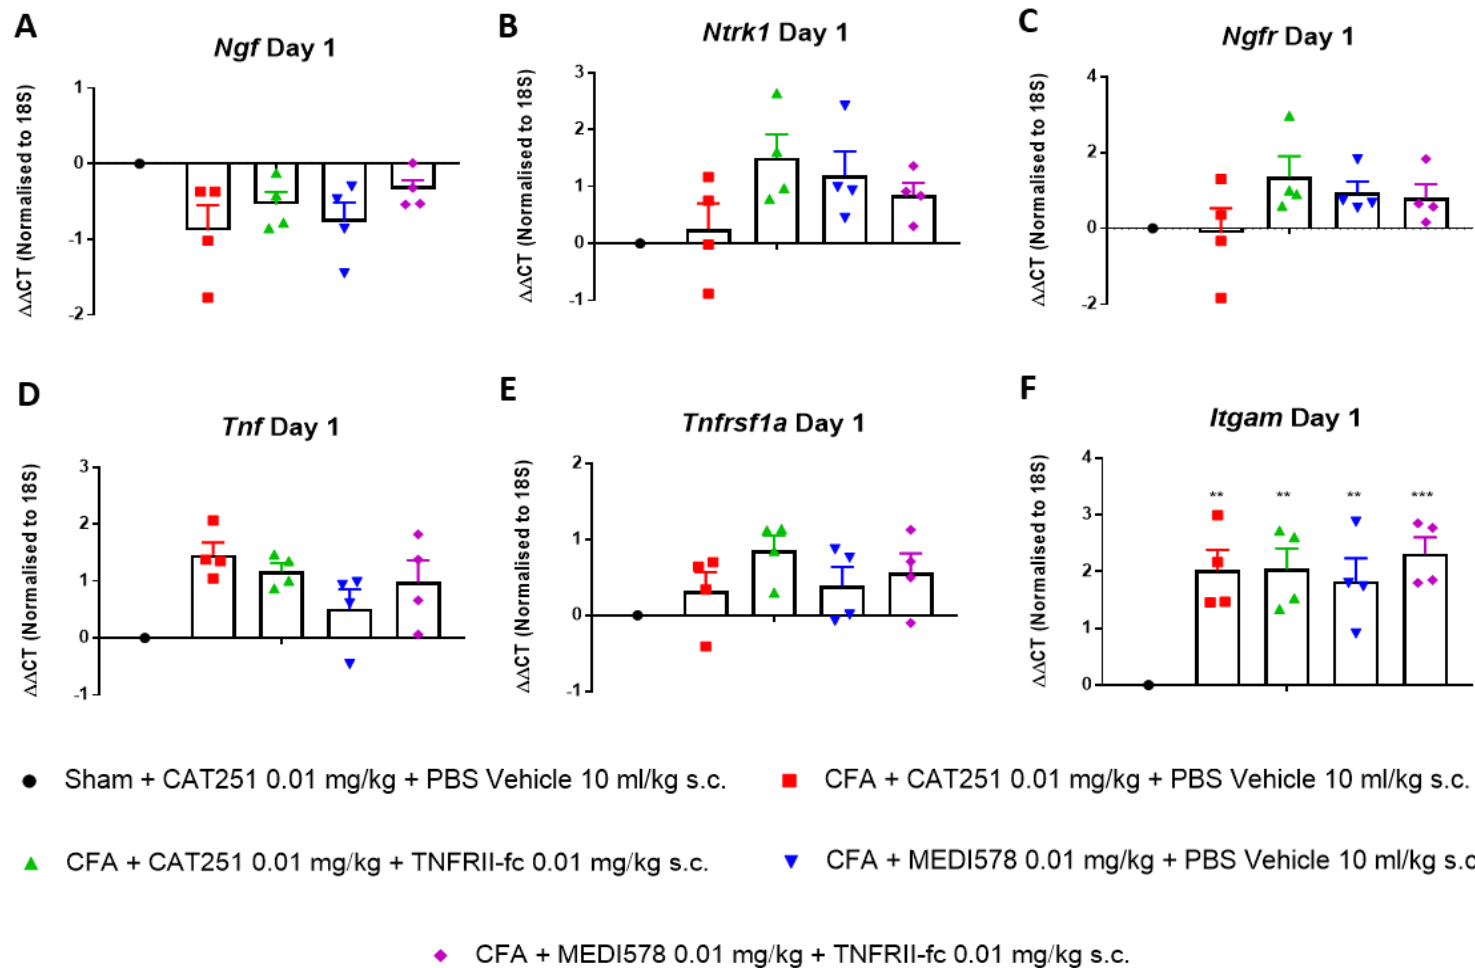 A
Ngf Day 1
ΔΔCT (Normalised to 18S)
1
0
-1
-2
B
Ntrk1 Day 1
ΔΔCT (Normalised to 18S)
3
2
1
0
-1
C
Ngfr Day 1
ΔΔCT (Normalised to 18S)
4
2
0
-2
D
Tnf Day 1
ΔΔCT (Normalised to 18S)
3
2
1
0
-1
E
Tnfrsf1a Day 1
ΔΔCT (Normalised to 18S)
2
1
0
-1
F
Itgam Day 1
ΔΔCT (Normalised to 18S)
4
3
2
1
0
** ** ** ***
Sham + CAT251 0.01 mg/kg + PBS Vehicle 10 ml/kg s.c.
CFA + CAT251 0.01 mg/kg + PBS Vehicle 10 ml/kg s.c.
CFA + CAT251 0.01 mg/kg + TNFRII-fc 0.01 mg/kg s.c.
CFA + MEDI578 0.01 mg/kg + PBS Vehicle 10 ml/kg s.c
CFA + MEDI578 0.01 mg/kg + TNFRII-fc 0.01 mg/kg s.c.